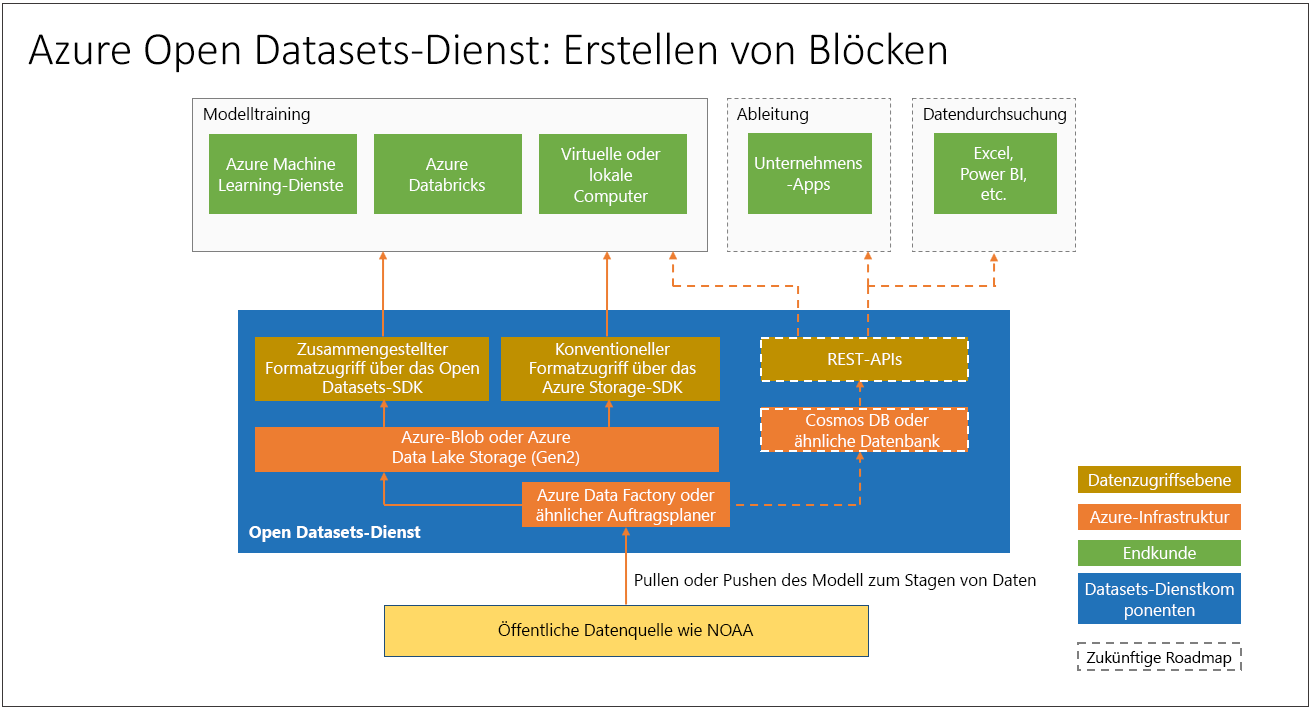 Azure Open Datasets-Dienst: Erstellen von Blöcken
Modelltraining
Azure Machine
Learning-Dienste
Azure
Databricks
Virtuelle oder
lokale
Computer
Ableitung
Unternehmens
-Apps
Datendurchsuchung
Excel,
Power BI,
etc.
Zusammengestellter
Formatzugriff über das Open
Datasets-SDK
Konventioneller
Formatzugriff über das
Azure Storage-SDK
REST-APIs
Azure-Blob oder Azure
Data Lake Storage (Gen2)
Cosmos DB oder
ähnliche Datenbank
Azure Data Factory oder
ähnlicher Auftragsplaner
Open Datasets-Dienst
Pullen oder Pushen des Modell zum Stagen von Daten
Öffentliche Datenquelle wie NOAA
Datenzugriffsebene
Azure-Infrastruktur
Endkunde
Datasets-Dienstkom
ponenten
Zukünftige Roadmap